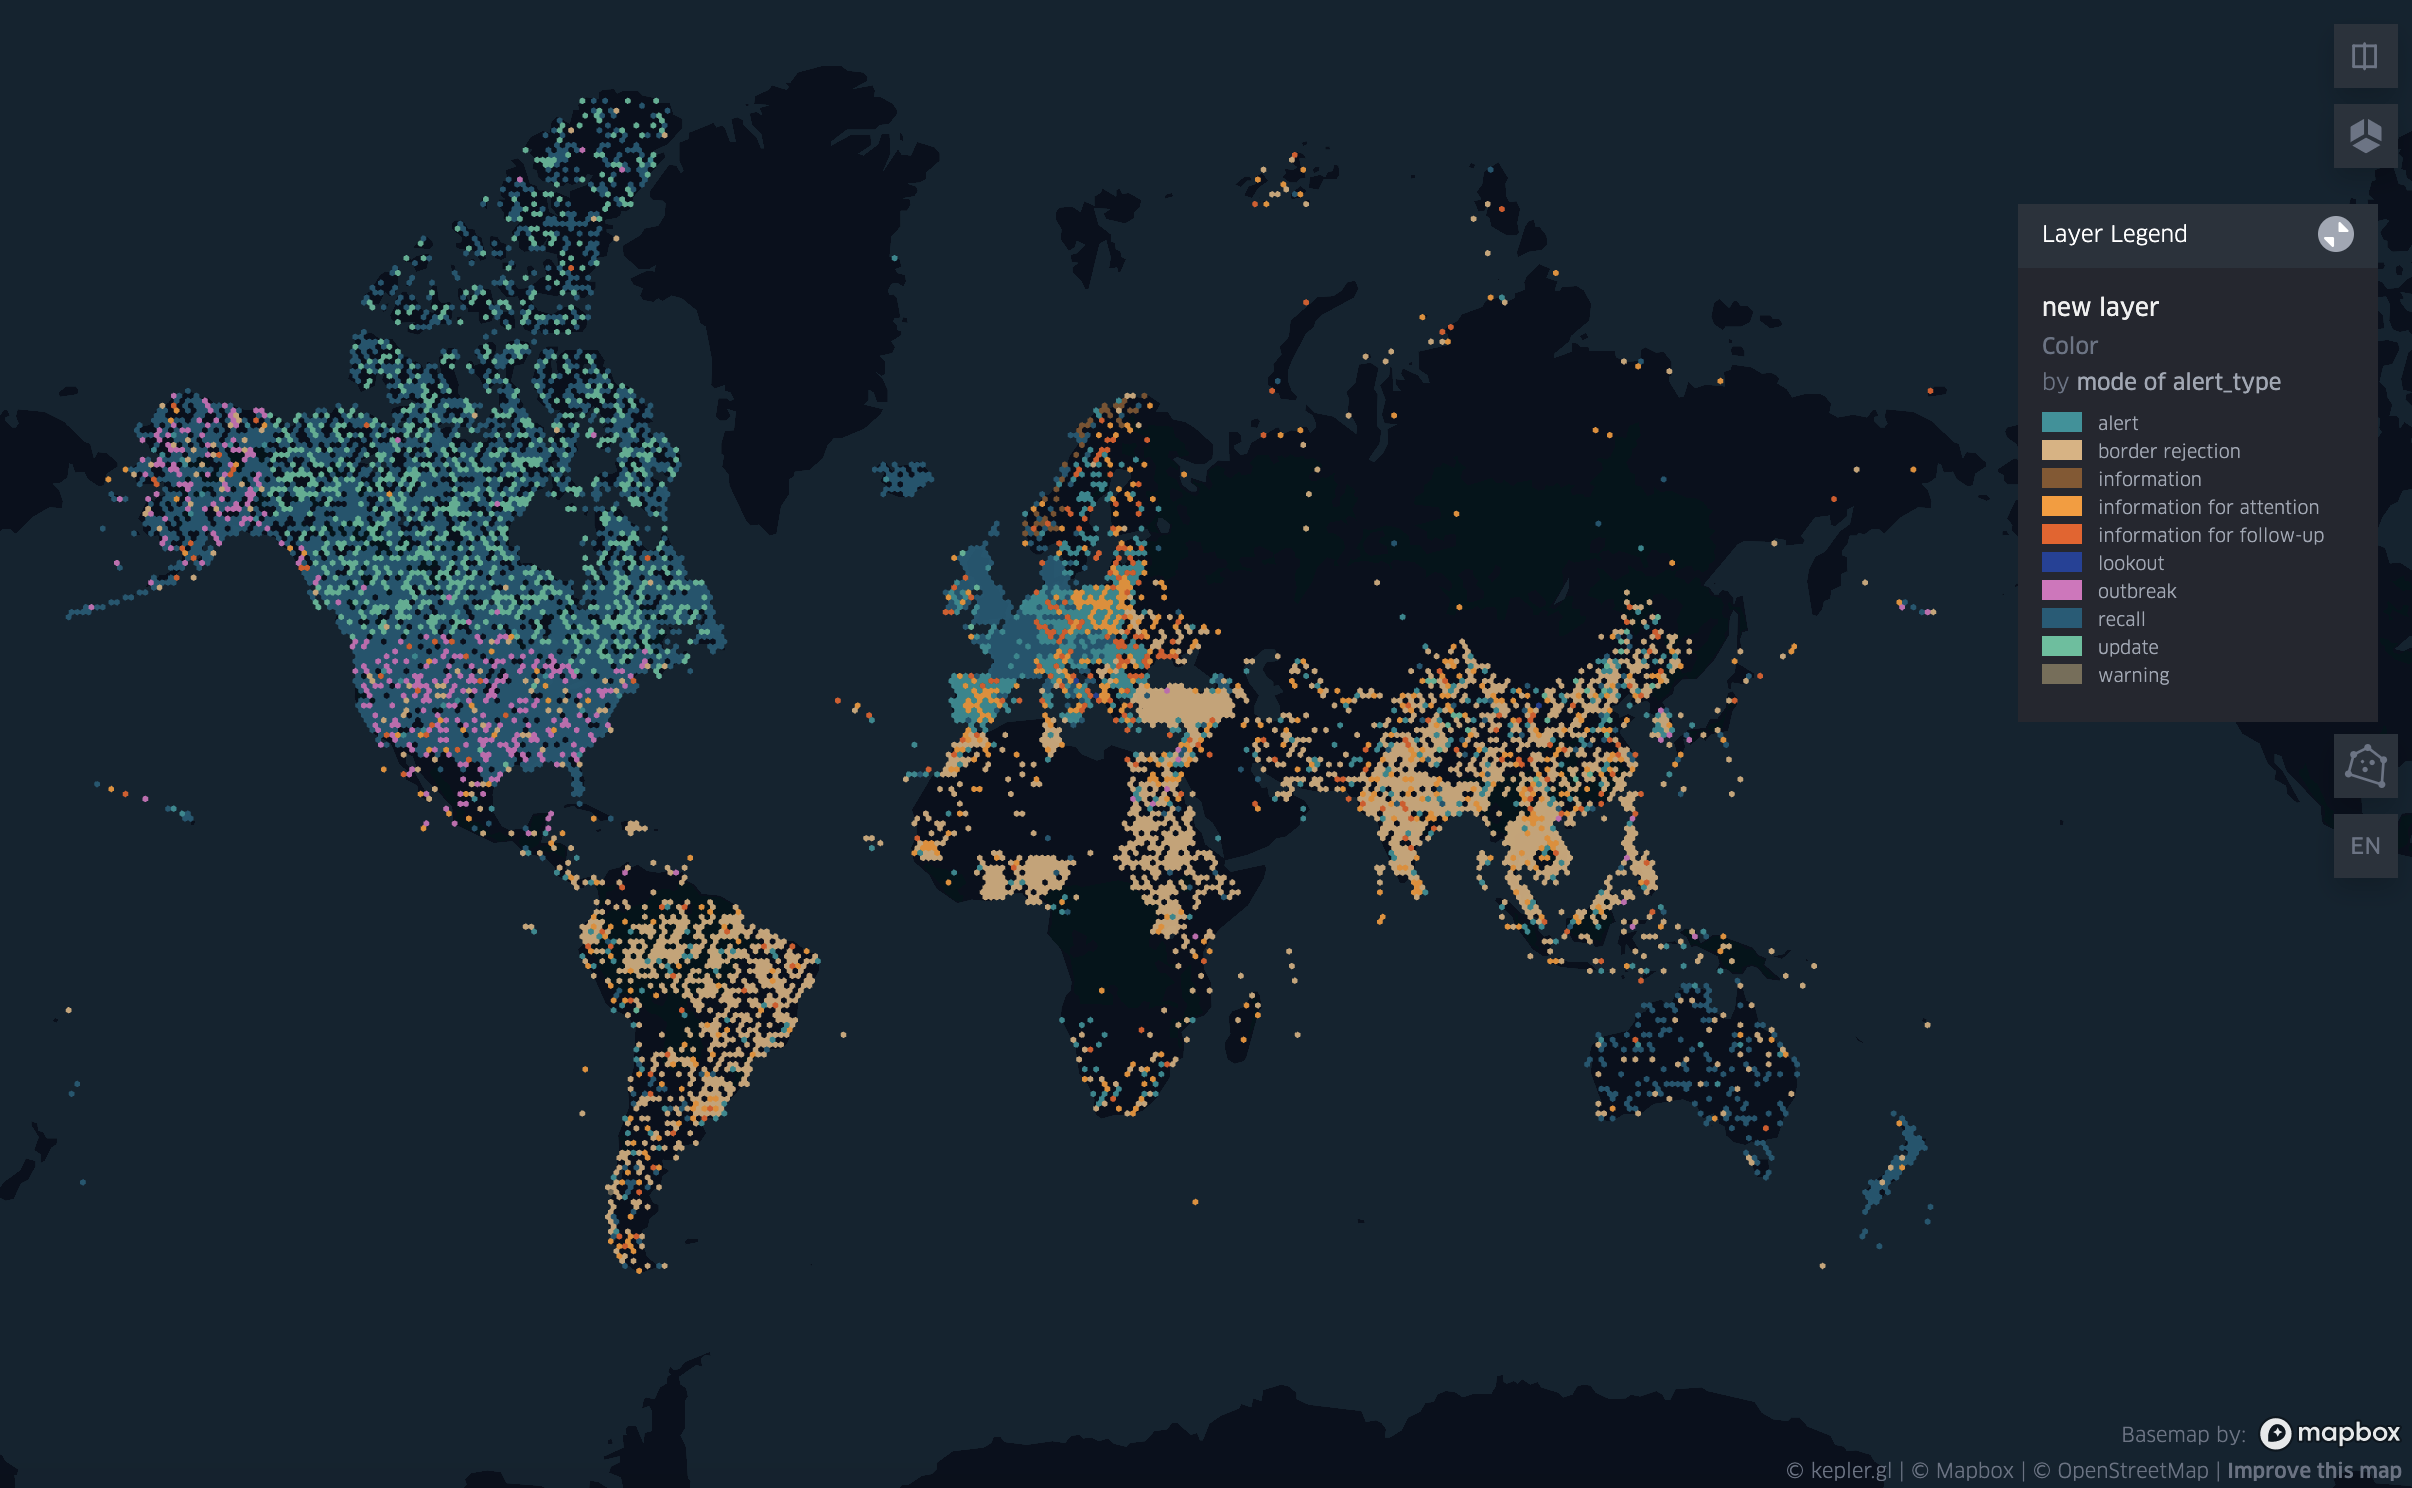 Layer Legend
new layer
Color
by mode of alert_type
alert
border rejection
information
information for attention
information for follow-up
lookout
outbreak
recall
update
warning
EN
Basemap by: mapbox
© kepler.gl | © Mapbox | © OpenStreetMap | Improve this map